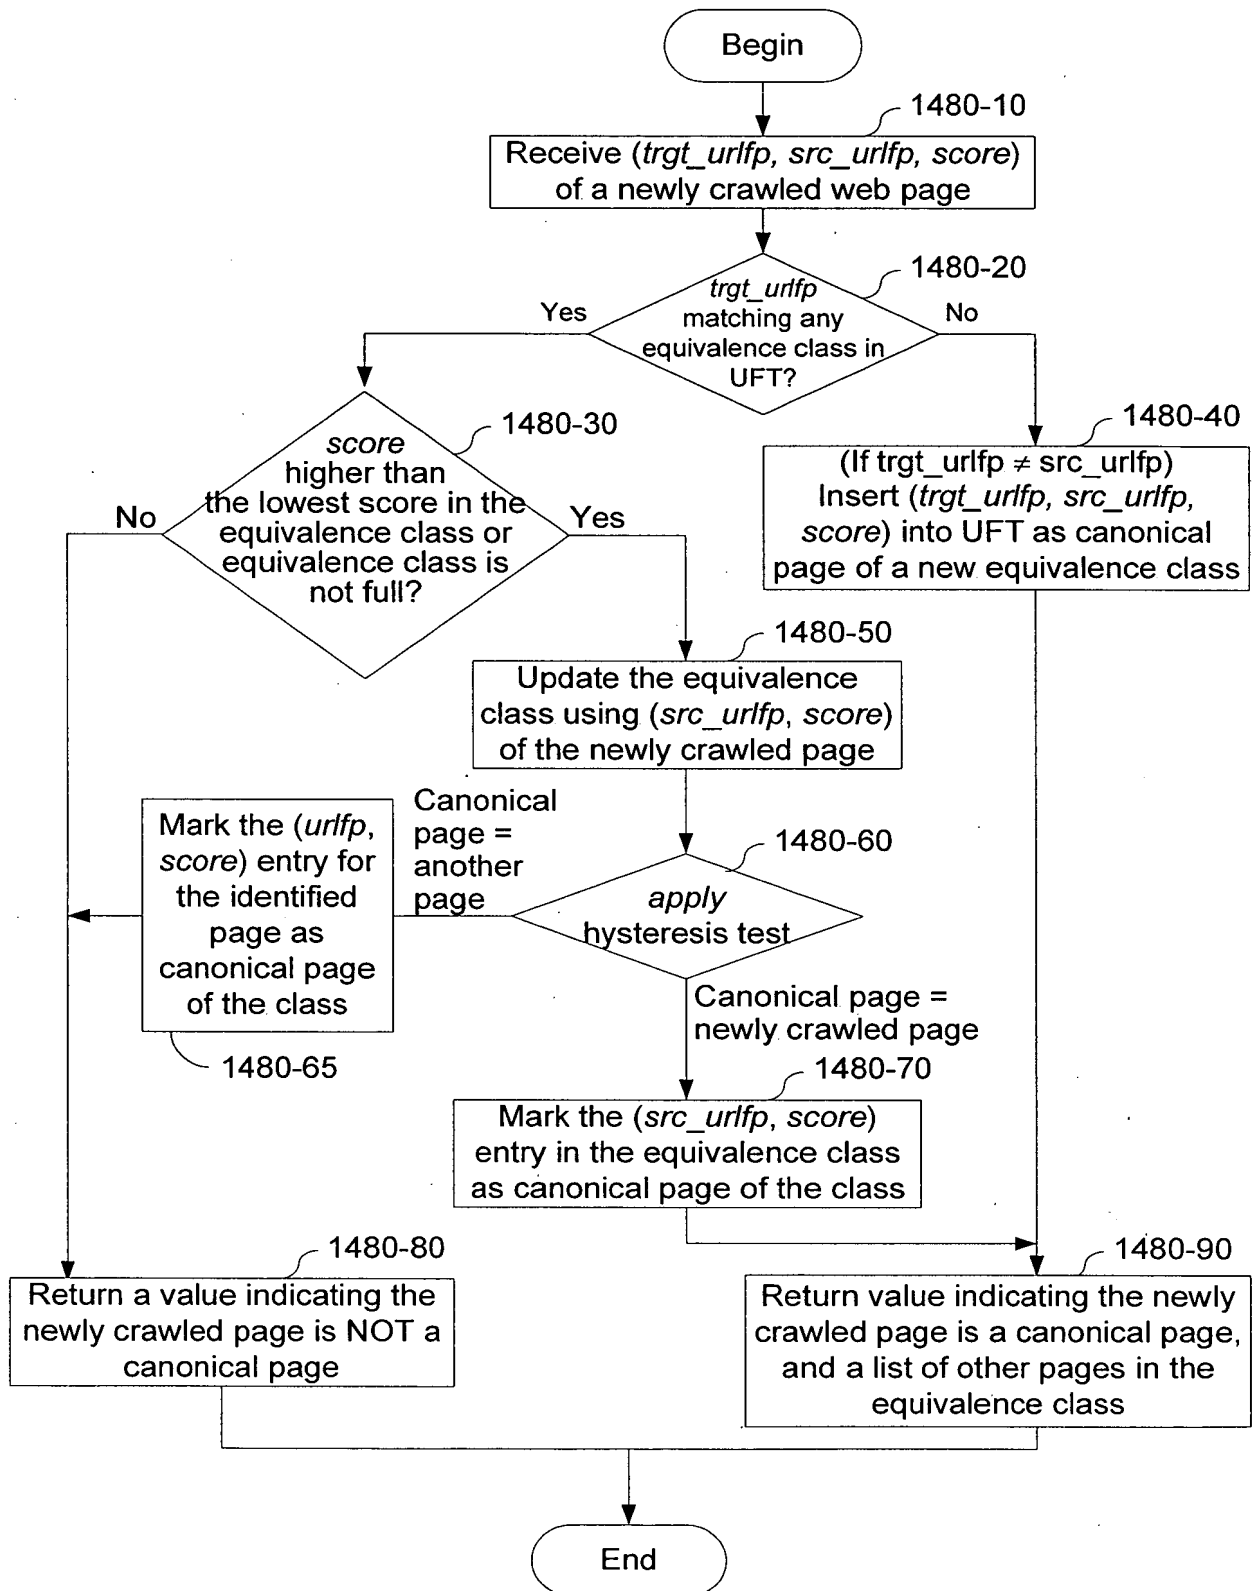 Begin
1480-10
Receive (trgt_urlfp, src_urlfp, score)
of a newly crawled web page
1480-20
trgt_urlfp
matching any
equivalence class in
UFT?
Yes
No
1480-30
score
higher than
the lowest score in the
equivalence class or
equivalence class is
not full?
No
Yes
1480-40
(If trgt_urlfp ≠ src_urlfp)
Insert (trgt_urlfp, src_urlfp,
score) into UFT as canonical
page of a new equivalence class
1480-50
Update the equivalence
class using (src_urlfp, score)
of the newly crawled page
Canonical
page =
another
page
1480-60
apply
hysteresis test
Mark the (urlfp,
score) entry for
the identified
page as
canonical page
of the class
1480-65
Canonical page =
newly crawled page
1480-70
Mark the (src_urlfp, score)
entry in the equivalence class
as canonical page of the class
1480-80
Return a value indicating the
newly crawled page is NOT a
canonical page
1480-90
Return value indicating the newly
crawled page is a canonical page,
and a list of other pages in the
equivalence class
End